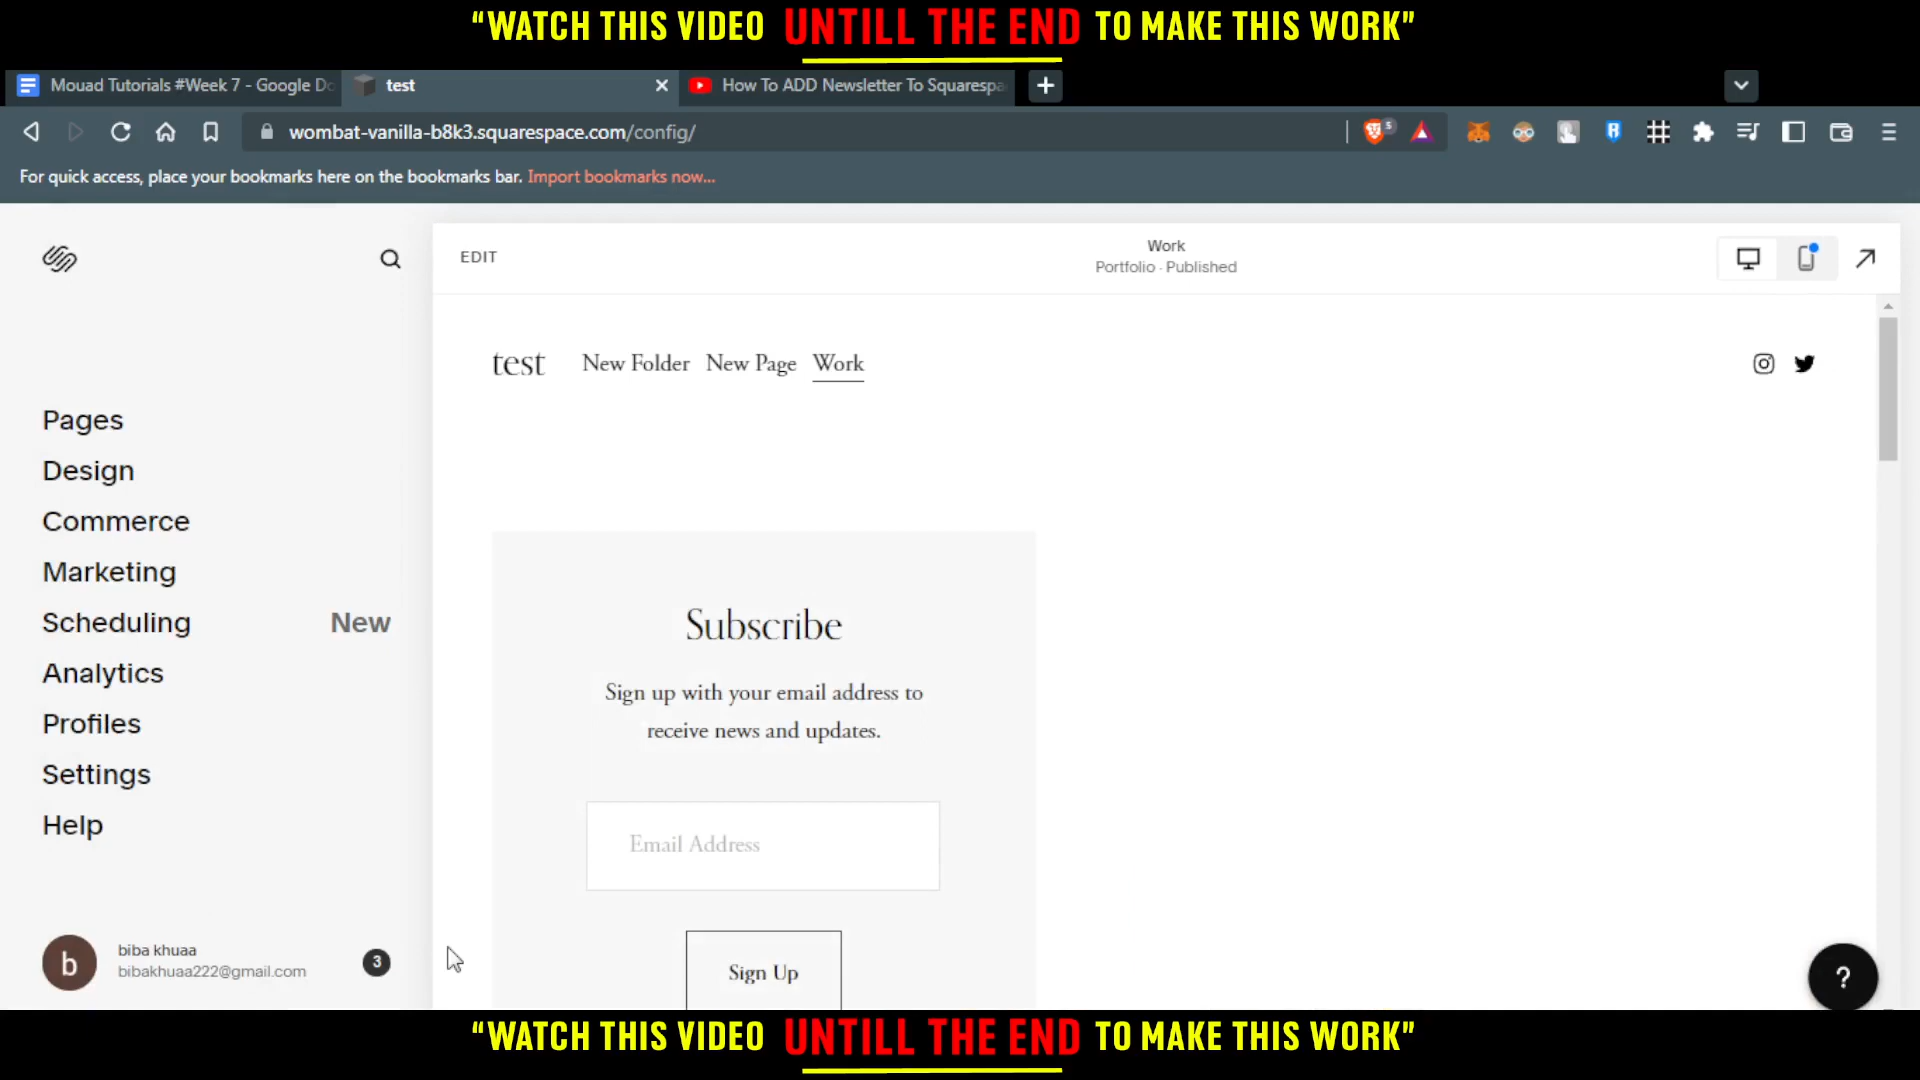 “WATCH THIS VIDEO UNTILL THE END TO MAKE THIS WORK”
Mouad Tutorials #Week 7 - Google Do
test
How To ADD Newsletter To Squarespa
wombat-vanilla-b8k3.squarespace.com/config/
5
For quick access, place your bookmarks here on the bookmarks bar. Import bookmarks now...
EDIT
Work
Portfolio · Published
test New Folder New Page Work
Pages
Design
Commerce
Marketing
Scheduling New
Analytics
Profiles
Settings
Help
Subscribe
Sign up with your email address to
receive news and updates.
Email Address
Sign Up
b
biba khuaa
bibakhuaa222@gmail.com
3
?
“WATCH THIS VIDEO UNTILL THE END TO MAKE THIS WORK”